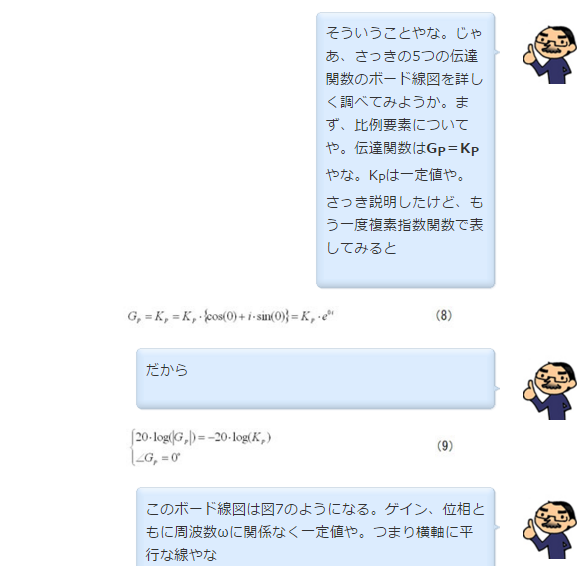 そういうことやな。じゃ
あ、さっきの5つの伝達
関数のボード線図を詳し
く調べてみようか。ま
ず、比例要素について
や。伝達関数はGP＝KP
やな。KPは一定値や。
さっき説明したけど、も
う一度複素指数関数で表
してみると
G_P = K_P = K_P・{cos(0)+i・sin(0)} = K_P・e^{0i} (8)
だから
{20・log(|G_P|) = −20・log(K_P)
∠G_P = 0° (9)
このボード線図は図7のようになる。ゲイン、位相と
もに周波数ωに関係なく一定値や。つまり横軸に平
行な線やな